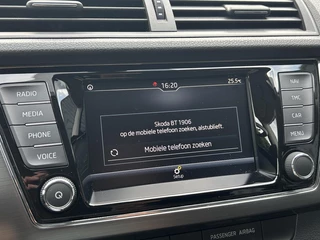 RADIO
MEDIA
PHONE
VOICE
16:20
25.5°
Skoda BT 1906
op de mobiele telefoon zoeken, alstublieft.
Mobiele telefoon zoeken
Setup
NAV
TMC
CAR
MENU
PASSENGER AIRBAG